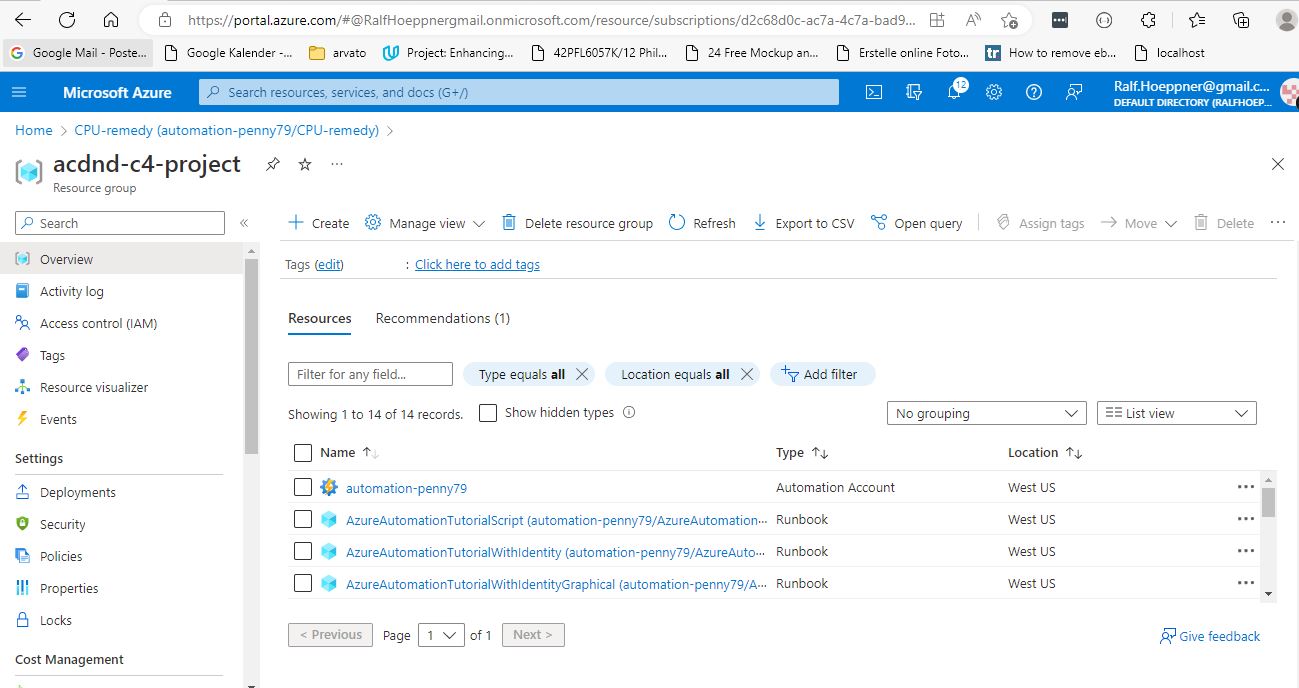 https://portal.azure.com/#@RalfHoeppnergmail.onmicrosoft.com/resource/subscriptions/d2c68d0c-ac7a-4c7a-bad9...
Google Mail - Poste... Google Kalender -... arvato Project: Enhancing... 42PFL6057K/12 Phil... 24 Free Mockup an... Erstelle online Foto... tr How to remove eb... localhost
Microsoft Azure Search resources, services, and docs (G+/) 12 Ralf.Hoeppner@gmail.c...
DEFAULT DIRECTORY (RALFHOEP...
Home > CPU-remedy (automation-penny79/CPU-remedy) >
acdnd-c4-project ...
Resource group
Search «
+ Create Manage view Delete resource group Refresh Export to CSV Open query Assign tags Move Delete ...
Overview
Activity log
Access control (IAM)
Tags
Resource visualizer
Events
Settings
Deployments
Security
Policies
Properties
Locks
Cost Management
Tags (edit) : Click here to add tags
Resources Recommendations (1)
Filter for any field... Type equals all Location equals all Add filter
Showing 1 to 14 of 14 records. Show hidden types No grouping List view
Name ↑↓ Type ↑↓ Location ↑↓
automation-penny79 Automation Account West US ...
AzureAutomationTutorialScript (automation-penny79/AzureAutomation-... Runbook West US ...
AzureAutomationTutorialWithIdentity (automation-penny79/AzureAuto-... Runbook West US ...
AzureAutomationTutorialWithIdentityGraphical (automation-penny79/A-... Runbook West US ...
< Previous Page 1 of 1 Next >
Give feedback